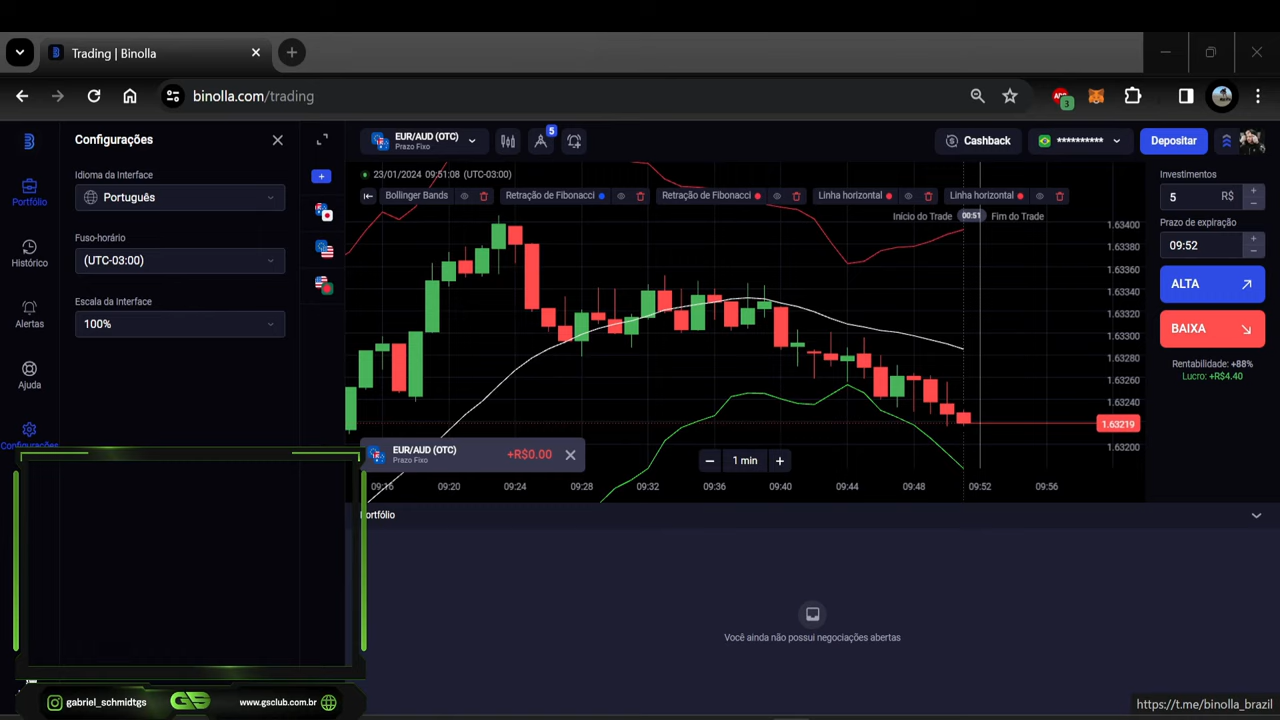 Trading | Binolla
binolla.com/trading
3
Configurações
Idioma da Interface
Português
Fuso-horário
(UTC-03:00)
Escala da Interface
100%
Portfólio
Histórico
Alertas
Ajuda
Configurações
EUR/AUD (OTC)
Prazo Fixo
5
Cashback
**********
Depositar
23/01/2024 09:51:08 (UTC-03:00)
Bollinger Bands
Retração de Fibonacci
Retração de Fibonacci
Linha horizontal
Linha horizontal
Início do Trade
00:51
Fim do Trade
1.63400
1.63380
1.63360
1.63340
1.63320
1.63300
1.63280
1.63260
1.63240
1.63219
1.63200
Investimentos
5 R$
Prazo de expiração
09:52
ALTA
BAIXA
Rentabilidade: +88%
Lucro: +R$4.40
EUR/AUD (OTC)
Prazo Fixo
+R$0.00
1 min
09:16 09:20 09:24 09:28 09:32 09:36 09:40 09:44 09:48 09:52 09:56
Portfólio
Você ainda não possui negociações abertas
gabriel_schmidtgs
GS
www.gsclub.com.br
https://t.me/binolla_brazil